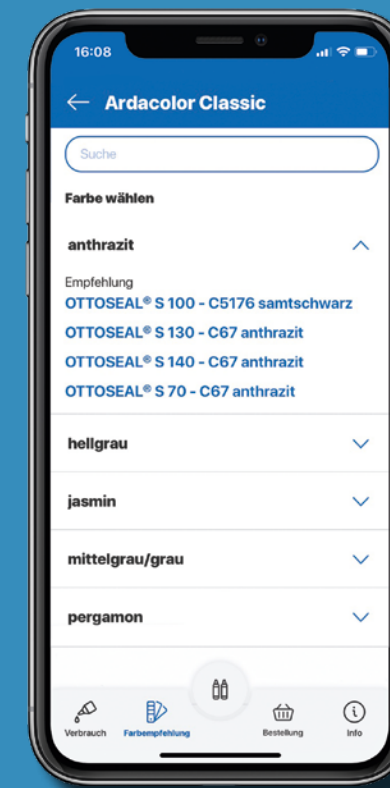 16:08
Ardacolor Classic
Suche
Farbe wählen
anthrazit
Empfehlung
OTTOSEAL® S 100 - C5176 samtschwarz
OTTOSEAL® S 130 - C67 anthrazit
OTTOSEAL® S 140 - C67 anthrazit
OTTOSEAL® S 70 - C67 anthrazit
hellgrau
jasmin
mittelgrau/grau
pergamon
Verbrauch Farbempfehlung Bestellung Info